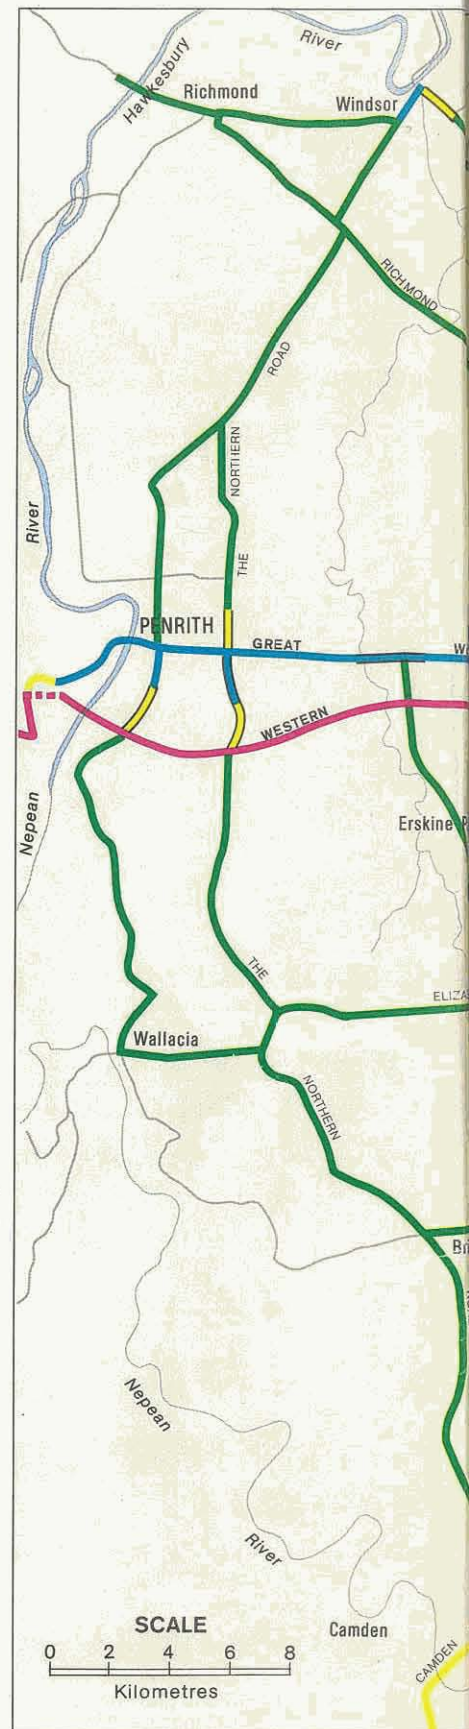 River
Hawkesbury
Richmond
Windsor
RICHMOND
ROAD
NORTHERN
River
THE
PENRITH
GREAT
WESTERN
Nepean
Erskine
THE
ELIZA
Wallacia
NORTHERN
Nepean
River
SCALE
0 2 4 6 8
Kilometres
Camden
CAMDEN